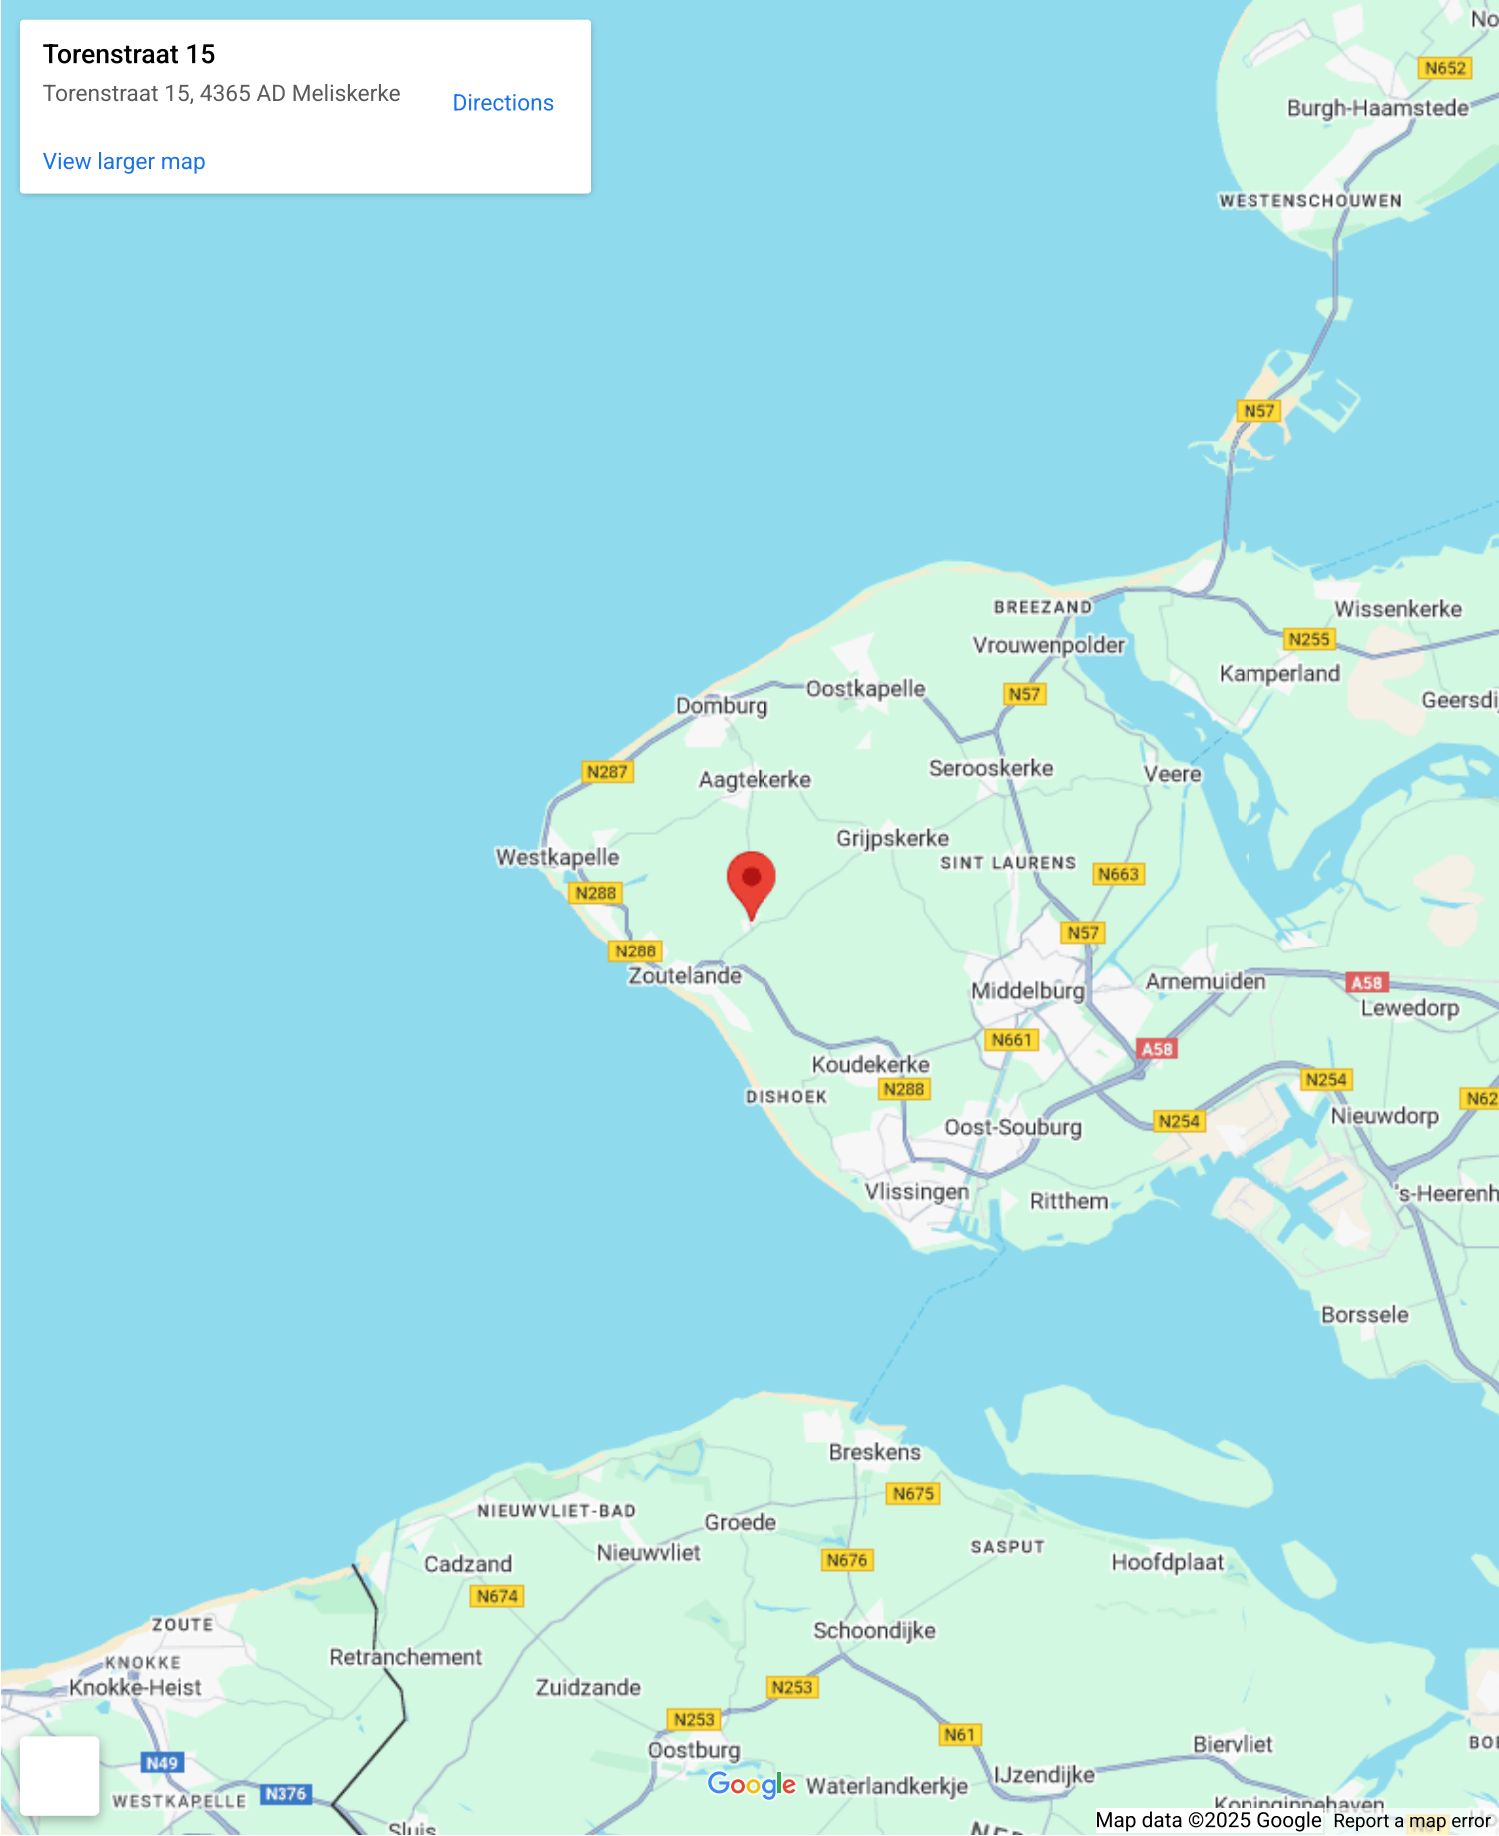 Torenstraat 15
Torenstraat 15, 4365 AD Meliskerke
Directions
View larger map
N652
Burgh-Haamstede
WESTENSCHOUWEN
N57
BREEZAND
Wissenkerke
N255
Vrouwenpolder
Kamperland
Oostkapelle
N57
Domburg
Serooskerke
N287
Aagtekerke
Veere
Grijpskerke
Westkapelle
SINT LAURENS
N663
N288
N57
N288
Zoutelande
Middelburg
Arnemuiden
A58
Lewedorp
N661
A58
Koudekerke
N288
N254
DISHOEK
N62
N254
Nieuwdorp
Oost-Souburg
Vlissingen
Ritthem
's-Heerenh
Borssele
Breskens
N675
NIEUWVLIET-BAD
Groede
SASPUT
Cadzand
Nieuwvliet
N676
Hoofdplaat
N674
ZOUTE
Schoondijke
KNOKKE
Retranchement
Knokke-Heist
Zuidzande
N253
N253
N61
Oostburg
Biervliet
N49
IJzendijke
N376
Google
Waterlandkerkje
WESTKAPELLE
Koninginnehaven
Sluis
Map data ©2025 Google
Report a map error